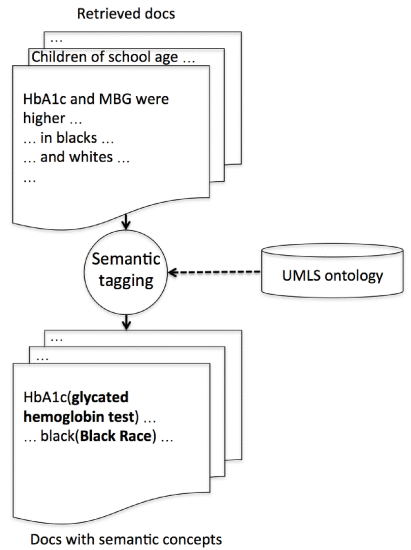 Retrieved docs
...
Children of school age ...
HbA1c and MBG were
higher ...
... in blacks ...
... and whites ...
...
Semantic
tagging
UMLS ontology
...
...
HbA1c(glycated
hemoglobin test) ...
... black(Black Race) ...
Docs with semantic concepts